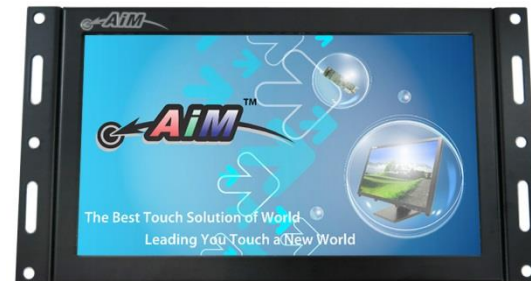 AiM
AiM™
The Best Touch Solution of World
Leading You Touch a New World